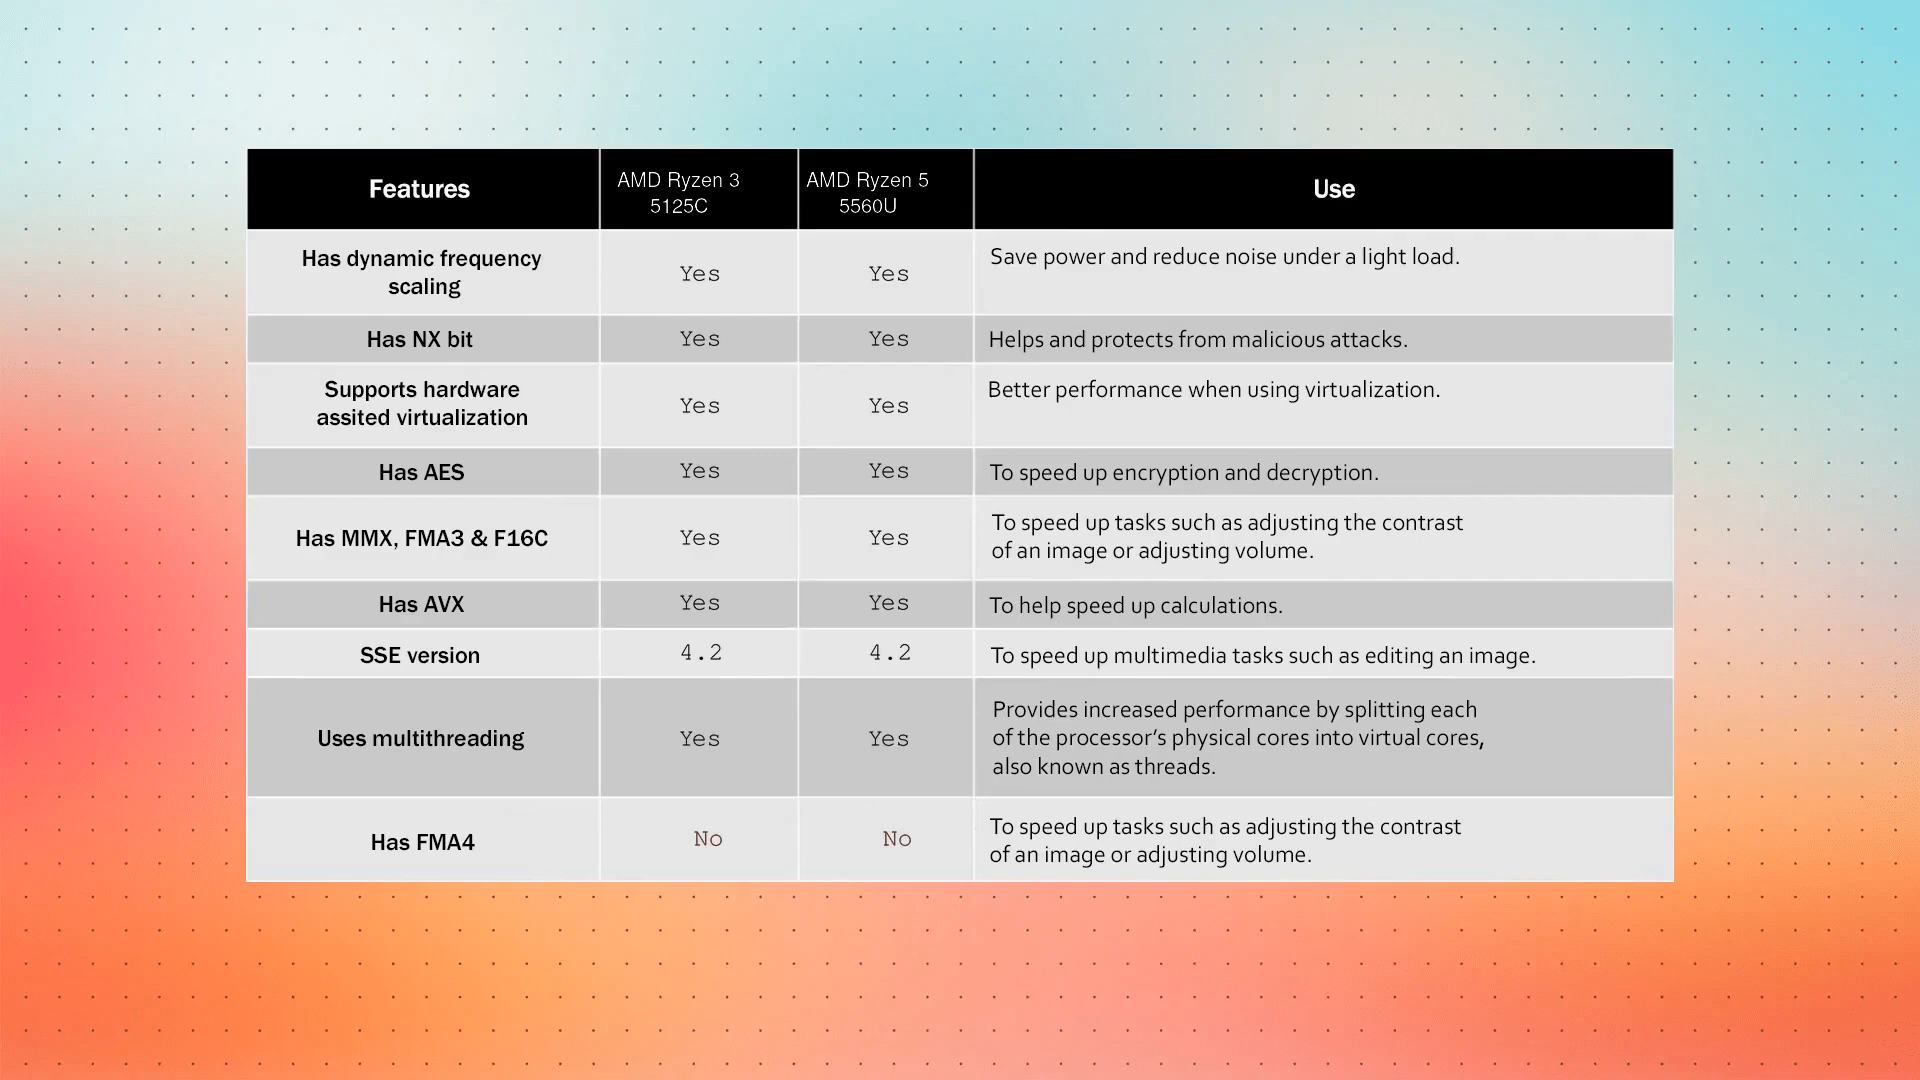 Features
AMD Ryzen 3
5125C
AMD Ryzen 5
5560U
Use
Has dynamic frequency
scaling
Yes
Yes
Save power and reduce noise under a light load.
Has NX bit
Yes
Yes
Helps and protects from malicious attacks.
Supports hardware
assited virtualization
Yes
Yes
Better performance when using virtualization.
Has AES
Yes
Yes
To speed up encryption and decryption.
Has MMX, FMA3 & F16C
Yes
Yes
To speed up tasks such as adjusting the contrast
of an image or adjusting volume.
Has AVX
Yes
Yes
To help speed up calculations.
SSE version
4.2
4.2
To speed up multimedia tasks such as editing an image.
Uses multithreading
Yes
Yes
Provides increased performance by splitting each
of the processor’s physical cores into virtual cores,
also known as threads.
Has FMA4
No
No
To speed up tasks such as adjusting the contrast
of an image or adjusting volume.